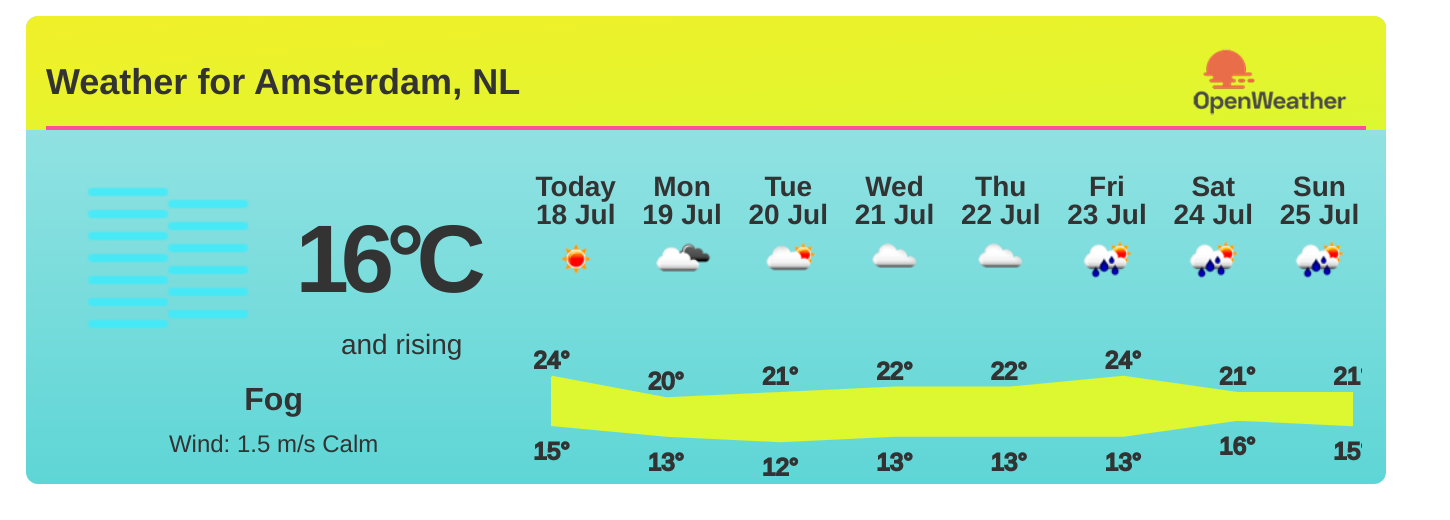 Weather for Amsterdam, NL
OpenWeather
16°C
and rising
Fog
Wind: 1.5 m/s Calm
Today Mon Tue Wed Thu Fri Sat Sun
18 Jul 19 Jul 20 Jul 21 Jul 22 Jul 23 Jul 24 Jul 25 Jul
24° 20° 21° 22° 22° 24° 21° 21°
15° 13° 12° 13° 13° 13° 16° 15°